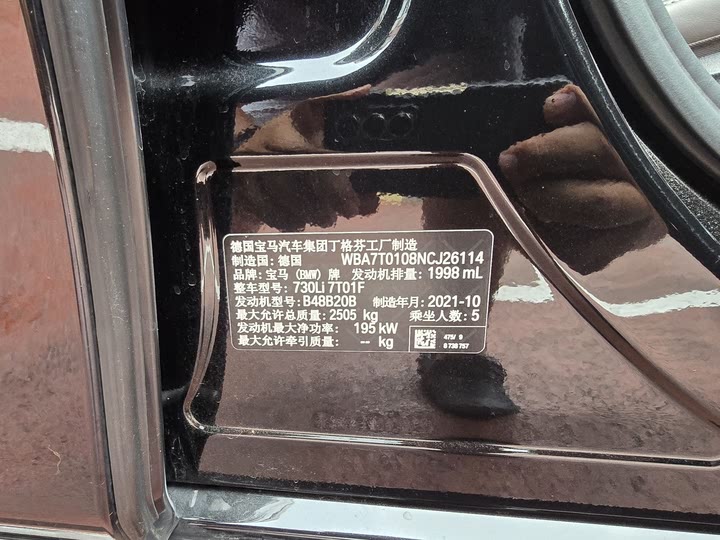 德国宝马汽车集团丁格芬工厂制造
制造国：德国 WBA7T0108NCJ26114
品牌：宝马（BMW）牌 发动机排量：1998 mL
整车型号：730Li 7T01F
发动机型号：B48B20B 制造年月：2021-10
最大允许总质量：2505 kg 乘坐人数：5
发动机最大净功率：195 kW
最大允许牵引质量：-- kg
475/ 9
8 738 757